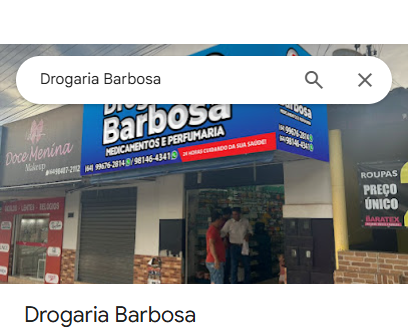 Drogaria Barbosa
Drogaria
Barbosa
MEDICAMENTOS E PERFUMARIA
(64) 99676-2814 / 98146-4341
24 HORAS CUIDANDO DA SUA SAÚDE!
(64) 99676-2814
98146-4341
Doce Menina
Makeup
ROUPAS
PREÇO
ÚNICO
BARATEX
Drogaria Barbosa